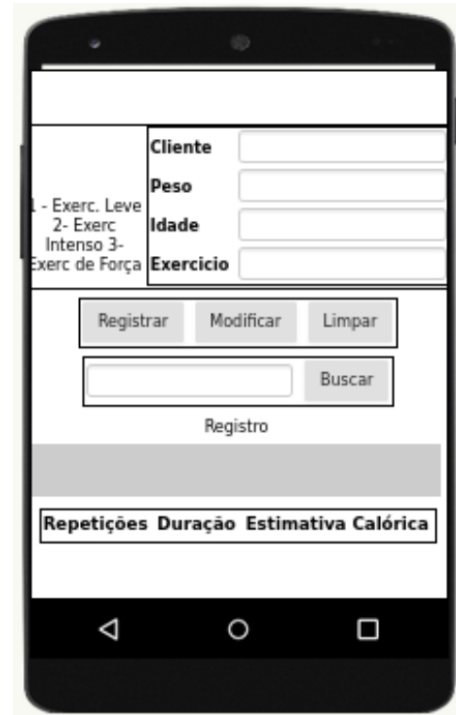 Cliente
Peso
1 - Exerc. Leve
2- Exerc
Idade
Intenso 3-
Exerc de Força
Exercicio
Registrar Modificar Limpar
Buscar
Registro
Repetições Duração Estimativa Calórica